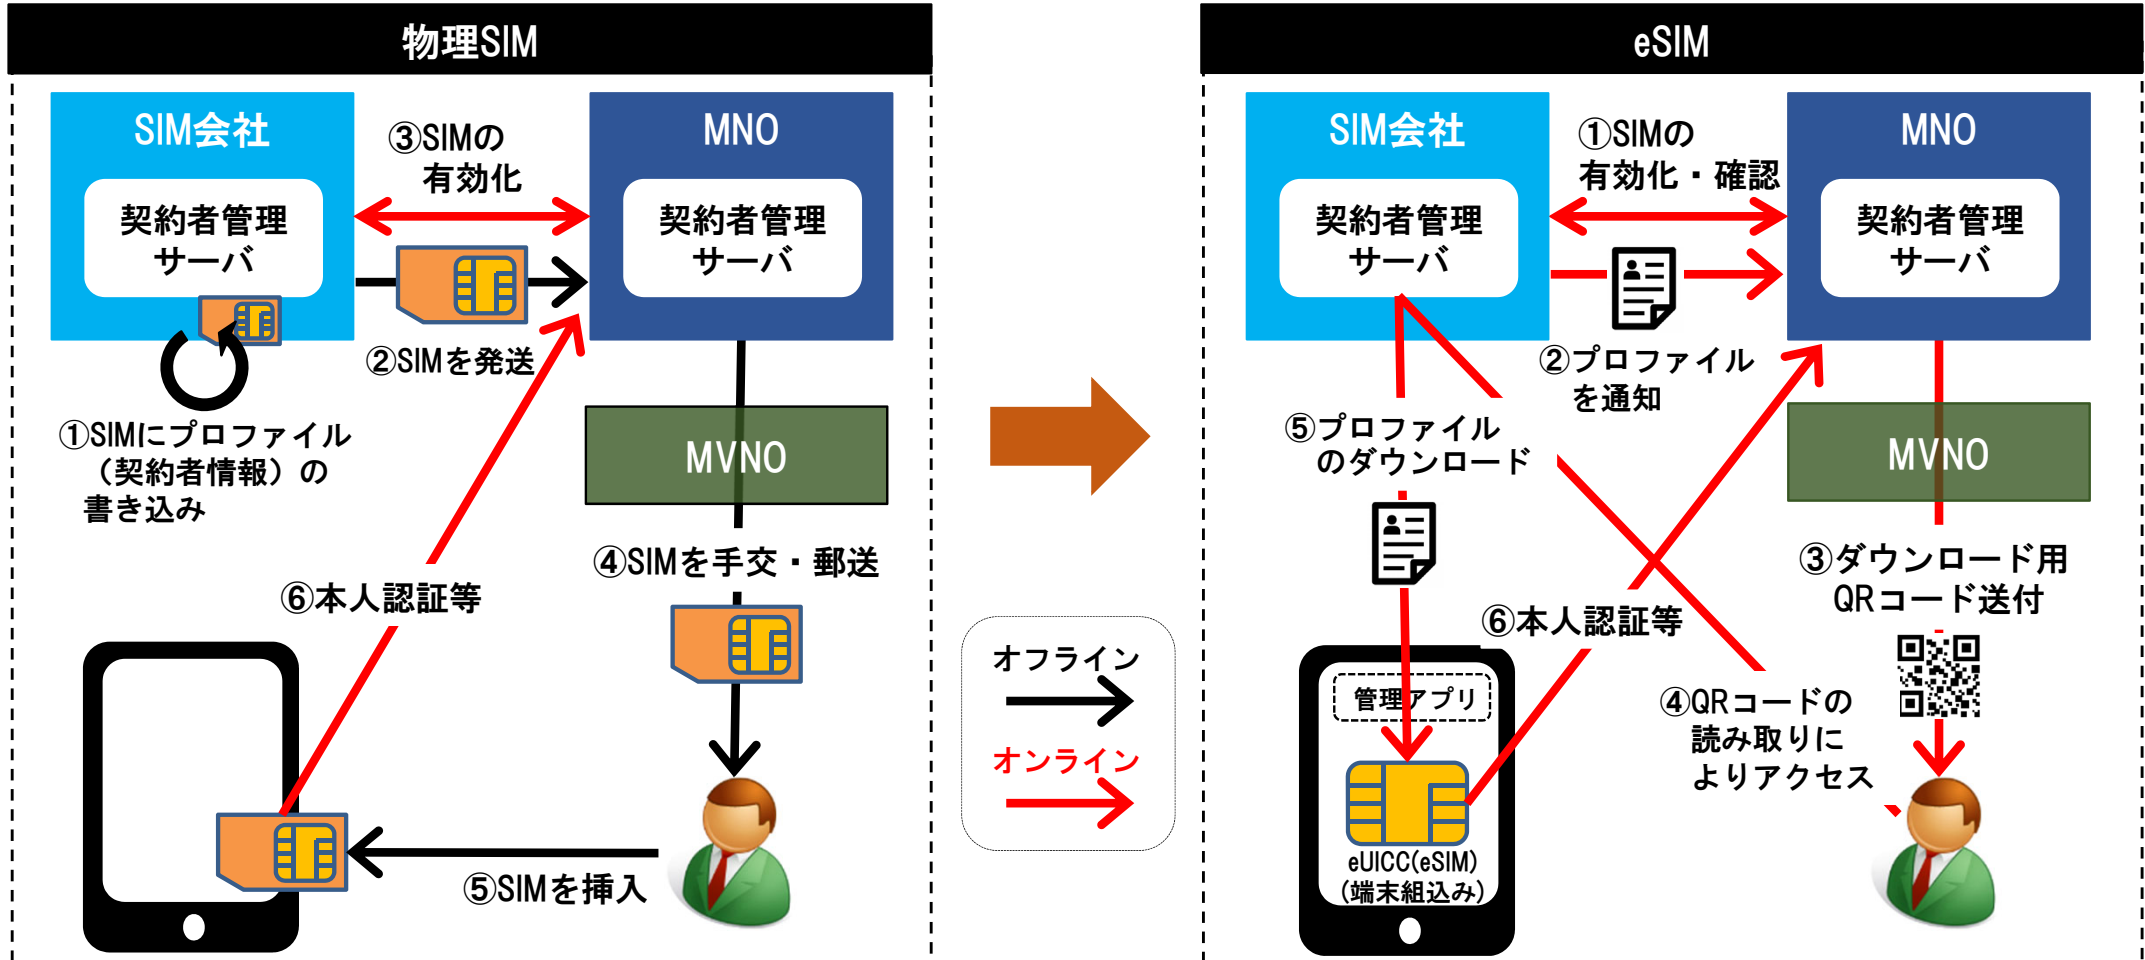 物理SIM
SIM会社
契約者管理
サーバ
③SIMの
有効化
MNO
契約者管理
サーバ
②SIMを発送
①SIMにプロファイル
（契約者情報）の
書き込み
MVNO
④SIMを手交・郵送
⑥本人認証等
⑤SIMを挿入
オフライン
オンライン
eSIM
SIM会社
契約者管理
サーバ
①SIMの
有効化・確認
MNO
契約者管理
サーバ
②プロファイル
を通知
⑤プロファイル
のダウンロード
MVNO
③ダウンロード用
QRコード送付
⑥本人認証等
④QRコードの
読み取りに
よりアクセス
管理アプリ
eUICC(eSIM)
(端末組込み)